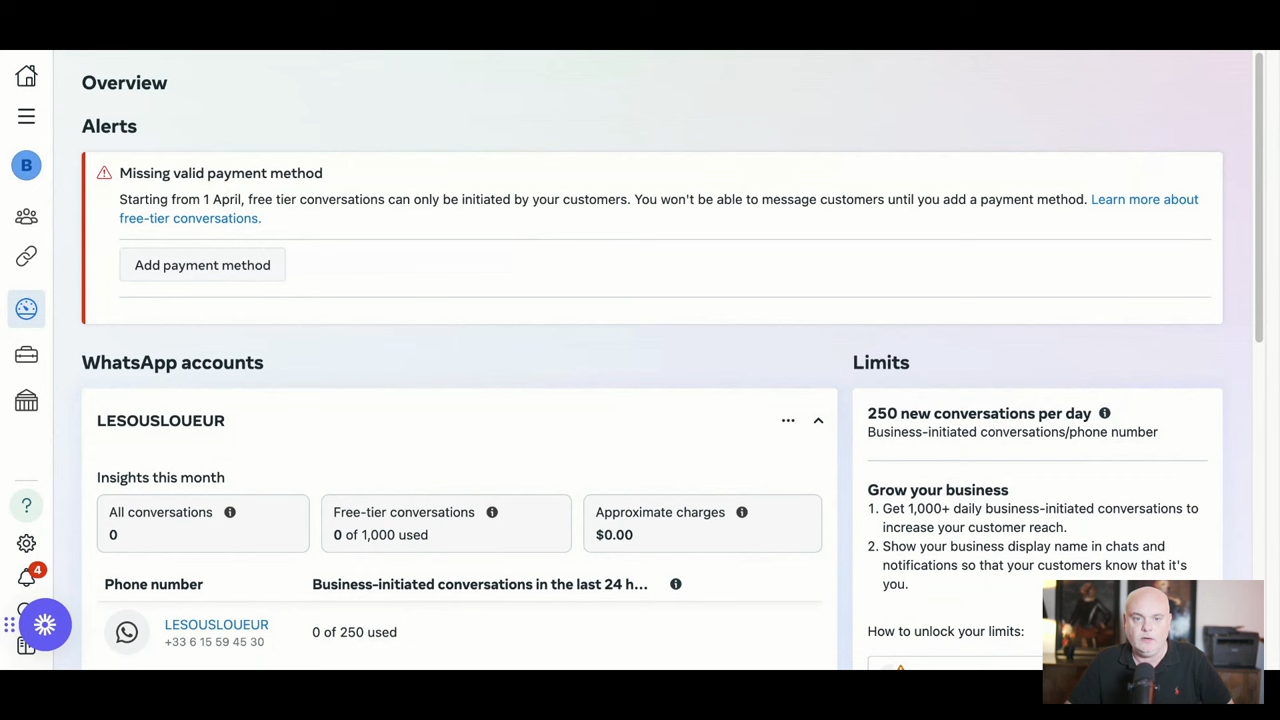 Overview
Alerts
Missing valid payment method
Starting from 1 April, free tier conversations can only be initiated by your customers. You won't be able to message customers until you add a payment method. Learn more about
free-tier conversations.
Add payment method
WhatsApp accounts
LESOUSLOUEUR
Insights this month
All conversations
0
Free-tier conversations
0 of 1,000 used
Approximate charges
$0.00
Phone number
Business-initiated conversations in the last 24 h...
LESOUSLOUEUR
+33 6 15 59 45 30
0 of 250 used
Limits
250 new conversations per day
Business-initiated conversations/phone number
Grow your business
1. Get 1,000+ daily business-initiated conversations to
increase your customer reach.
2. Show your business display name in chats and
notifications so that your customers know that it's
you.
How to unlock your limits:
B
?
4